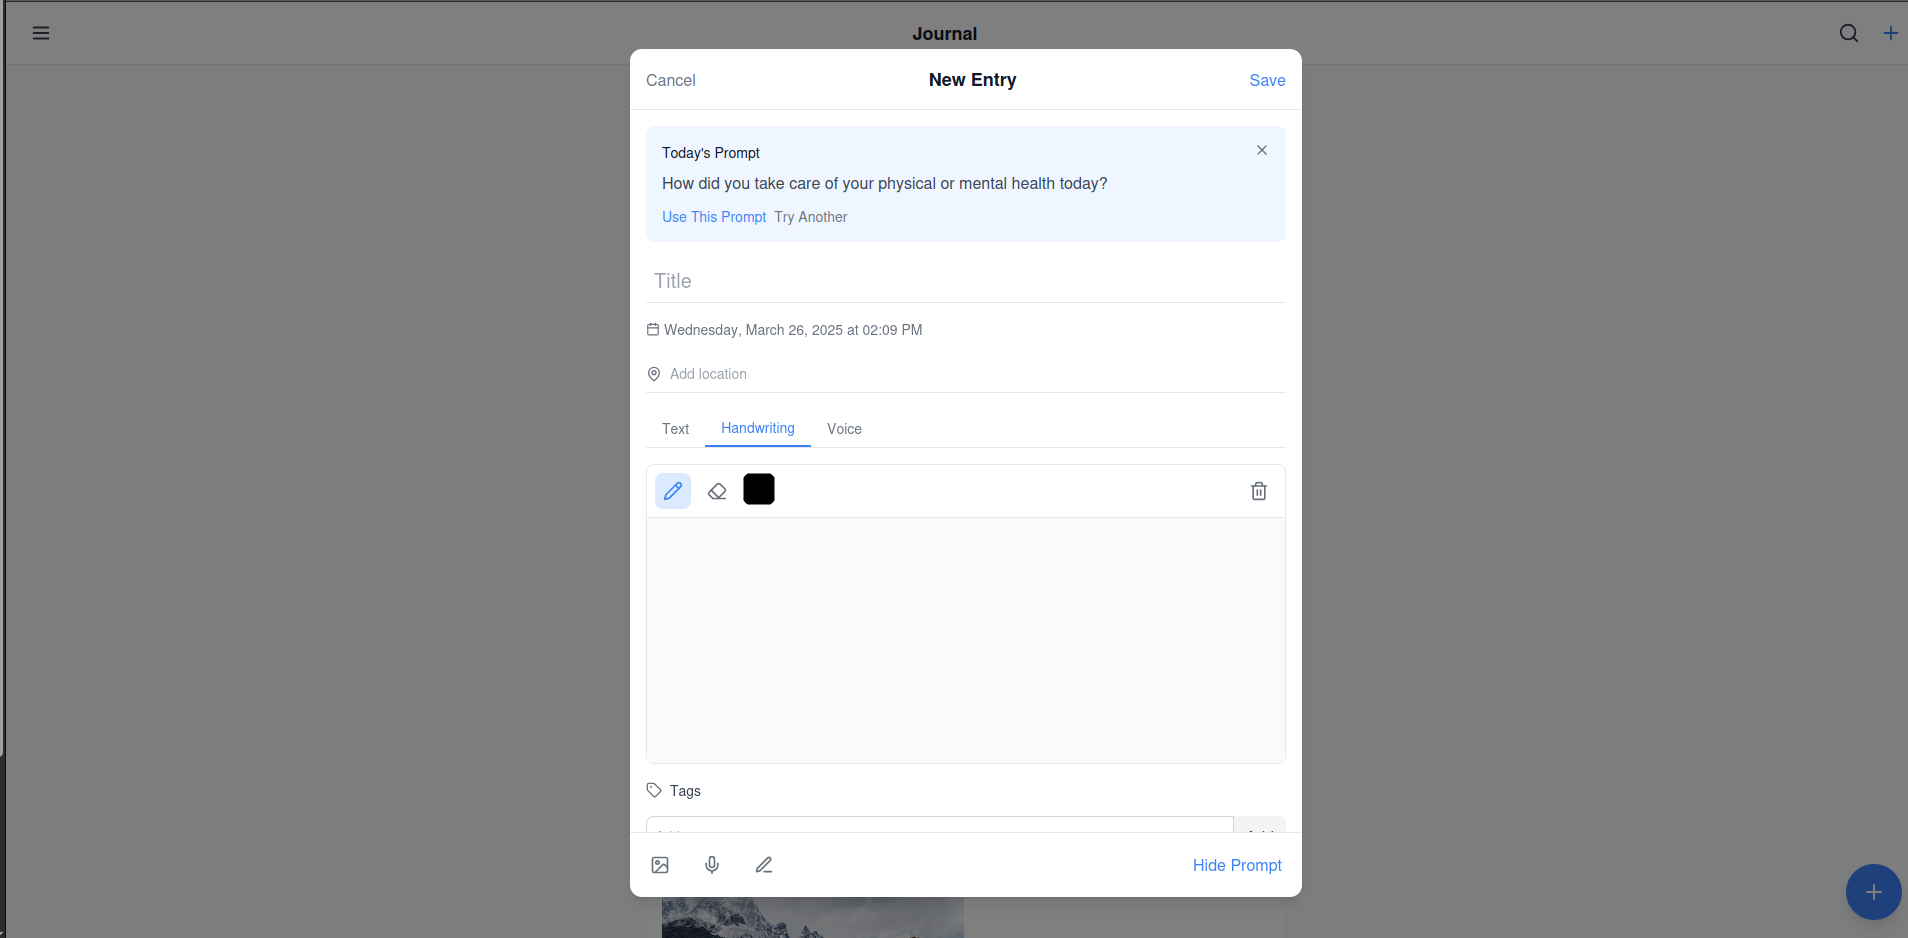 Journal
Cancel New Entry Save
Today's Prompt
How did you take care of your physical or mental health today?
Use This Prompt Try Another
Title
Wednesday, March 26, 2025 at 02:09 PM
Add location
Text Handwriting Voice
Tags
Hide Prompt